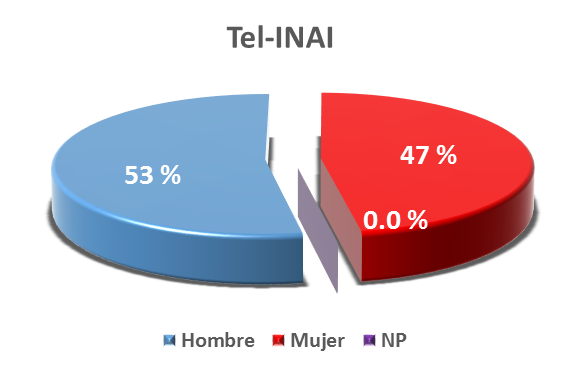 Tel-INAI
47 %
53 %
0.0 %
Hombre Mujer NP